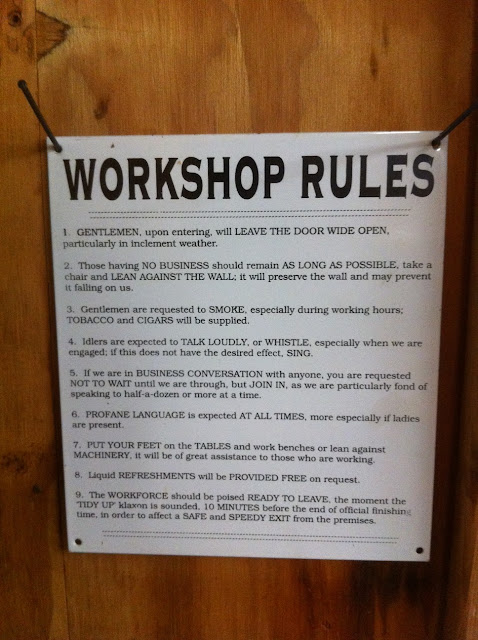 WORKSHOP RULES
1. GENTLEMEN, upon entering, will LEAVE THE DOOR WIDE OPEN,
particularly in inclement weather.
2. Those having NO BUSINESS should remain AS LONG AS POSSIBLE, take a
chair and LEAN AGAINST THE WALL; it will preserve the wall and may prevent
it falling on us.
3. Gentlemen are requested to SMOKE, especially during working hours;
TOBACCO and CIGARS will be supplied.
4. Idlers are expected to TALK LOUDLY, or WHISTLE, especially when we are
engaged; if this does not have the desired effect, SING.
5. If we are in BUSINESS CONVERSATION with anyone, you are requested
NOT TO WAIT until we are through, but JOIN IN, as we are particularly fond of
speaking to half-a-dozen or more at a time.
6. PROFANE LANGUAGE is expected AT ALL TIMES, more especially if ladies
are present.
7. PUT YOUR FEET on the TABLES and work benches or lean against
MACHINERY, it will be of great assistance to those who are working.
8. Liquid REFRESHMENTS will be PROVIDED FREE on request.
9. The WORKFORCE should be poised READY TO LEAVE, the moment the
'TIDY UP' klaxon is sounded, 10 MINUTES before the end of official finishing
time, in order to affect a SAFE and SPEEDY EXIT from the premises.